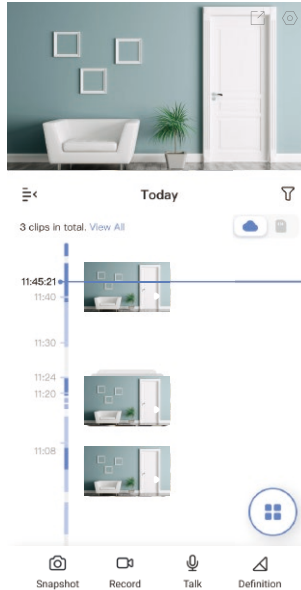 Today
3 clips in total. View All
11:45:21
11:40
11:30
11:24
11:20
11:08
Snapshot Record Talk Definition